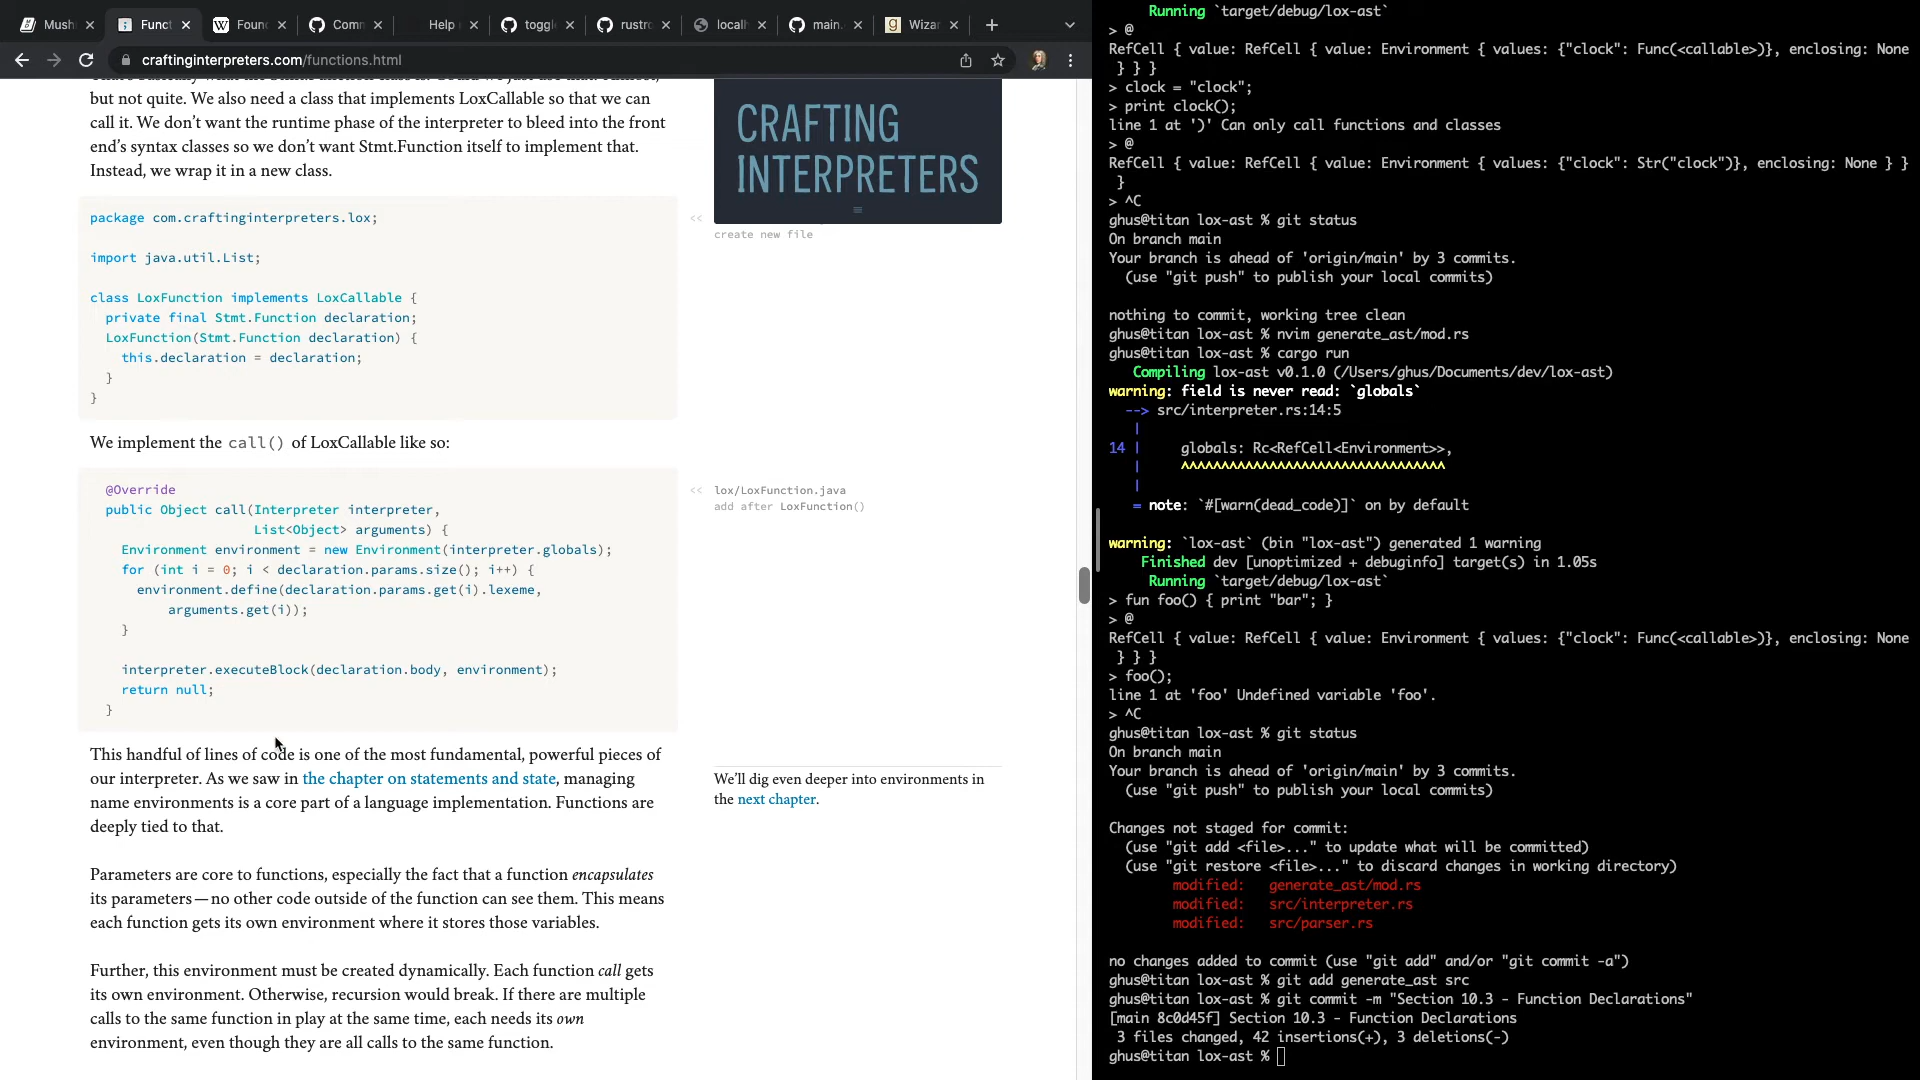 Mush
Funct
Found
Comm
Help
toggle
rustro
localh
main.
Wizar
craftinginterpreters.com/functions.html
but not quite. We also need a class that implements LoxCallable so that we can
call it. We don’t want the runtime phase of the interpreter to bleed into the front
end’s syntax classes so we don’t want Stmt.Function itself to implement that.
Instead, we wrap it in a new class.
package com.craftinginterpreters.lox;
import java.util.List;
class LoxFunction implements LoxCallable {
private final Stmt.Function declaration;
LoxFunction(Stmt.Function declaration) {
this.declaration = declaration;
}
}
We implement the call() of LoxCallable like so:
@Override
public Object call(Interpreter interpreter,
List<Object> arguments) {
Environment environment = new Environment(interpreter.globals);
for (int i = 0; i < declaration.params.size(); i++) {
environment.define(declaration.params.get(i).lexeme,
arguments.get(i));
}
interpreter.executeBlock(declaration.body, environment);
return null;
}
This handful of lines of code is one of the most fundamental, powerful pieces of
our interpreter. As we saw in the chapter on statements and state, managing
name environments is a core part of a language implementation. Functions are
deeply tied to that.
Parameters are core to functions, especially the fact that a function encapsulates
its parameters—no other code outside of the function can see them. This means
each function gets its own environment where it stores those variables.
Further, this environment must be created dynamically. Each function call gets
its own environment. Otherwise, recursion would break. If there are multiple
calls to the same function in play at the same time, each needs its own
environment, even though they are all calls to the same function.
CRAFTING
INTERPRETERS
<<
create new file
<< lox/LoxFunction.java
add after LoxFunction()
We’ll dig even deeper into environments in
the next chapter.
Running `target/debug/lox-ast`
> @
RefCell { value: RefCell { value: Environment { values: {"clock": Func(<callable>)}, enclosing: None
} } }
> clock = "clock";
> print clock();
line 1 at ')' Can only call functions and classes
> @
RefCell { value: RefCell { value: Environment { values: {"clock": Str("clock")}, enclosing: None } }
}
> ^C
ghus@titan lox-ast % git status
On branch main
Your branch is ahead of 'origin/main' by 3 commits.
(use "git push" to publish your local commits)
nothing to commit, working tree clean
ghus@titan lox-ast % nvim generate_ast/mod.rs
ghus@titan lox-ast % cargo run
Compiling lox-ast v0.1.0 (/Users/ghus/Documents/dev/lox-ast)
warning: field is never read: `globals`
--> src/interpreter.rs:14:5
|
14 | globals: Rc<RefCell<Environment>>,
| ^^^^^^^^^^^^^^^^^^^^^^^^^^^^^^^^^
|
= note: `#[warn(dead_code)]` on by default
warning: `lox-ast` (bin "lox-ast") generated 1 warning
Finished dev [unoptimized + debuginfo] target(s) in 1.05s
Running `target/debug/lox-ast`
> fun foo() { print "bar"; }
> @
RefCell { value: RefCell { value: Environment { values: {"clock": Func(<callable>)}, enclosing: None
} } }
> foo();
line 1 at 'foo' Undefined variable 'foo'.
> ^C
ghus@titan lox-ast % git status
On branch main
Your branch is ahead of 'origin/main' by 3 commits.
(use "git push" to publish your local commits)
Changes not staged for commit:
(use "git add <file>..." to update what will be committed)
(use "git restore <file>..." to discard changes in working directory)
modified: generate_ast/mod.rs
modified: src/interpreter.rs
modified: src/parser.rs
no changes added to commit (use "git add" and/or "git commit -a")
ghus@titan lox-ast % git add generate_ast src
ghus@titan lox-ast % git commit -m "Section 10.3 - Function Declarations"
[main 8c0d45f] Section 10.3 - Function Declarations
3 files changed, 42 insertions(+), 3 deletions(-)
ghus@titan lox-ast %